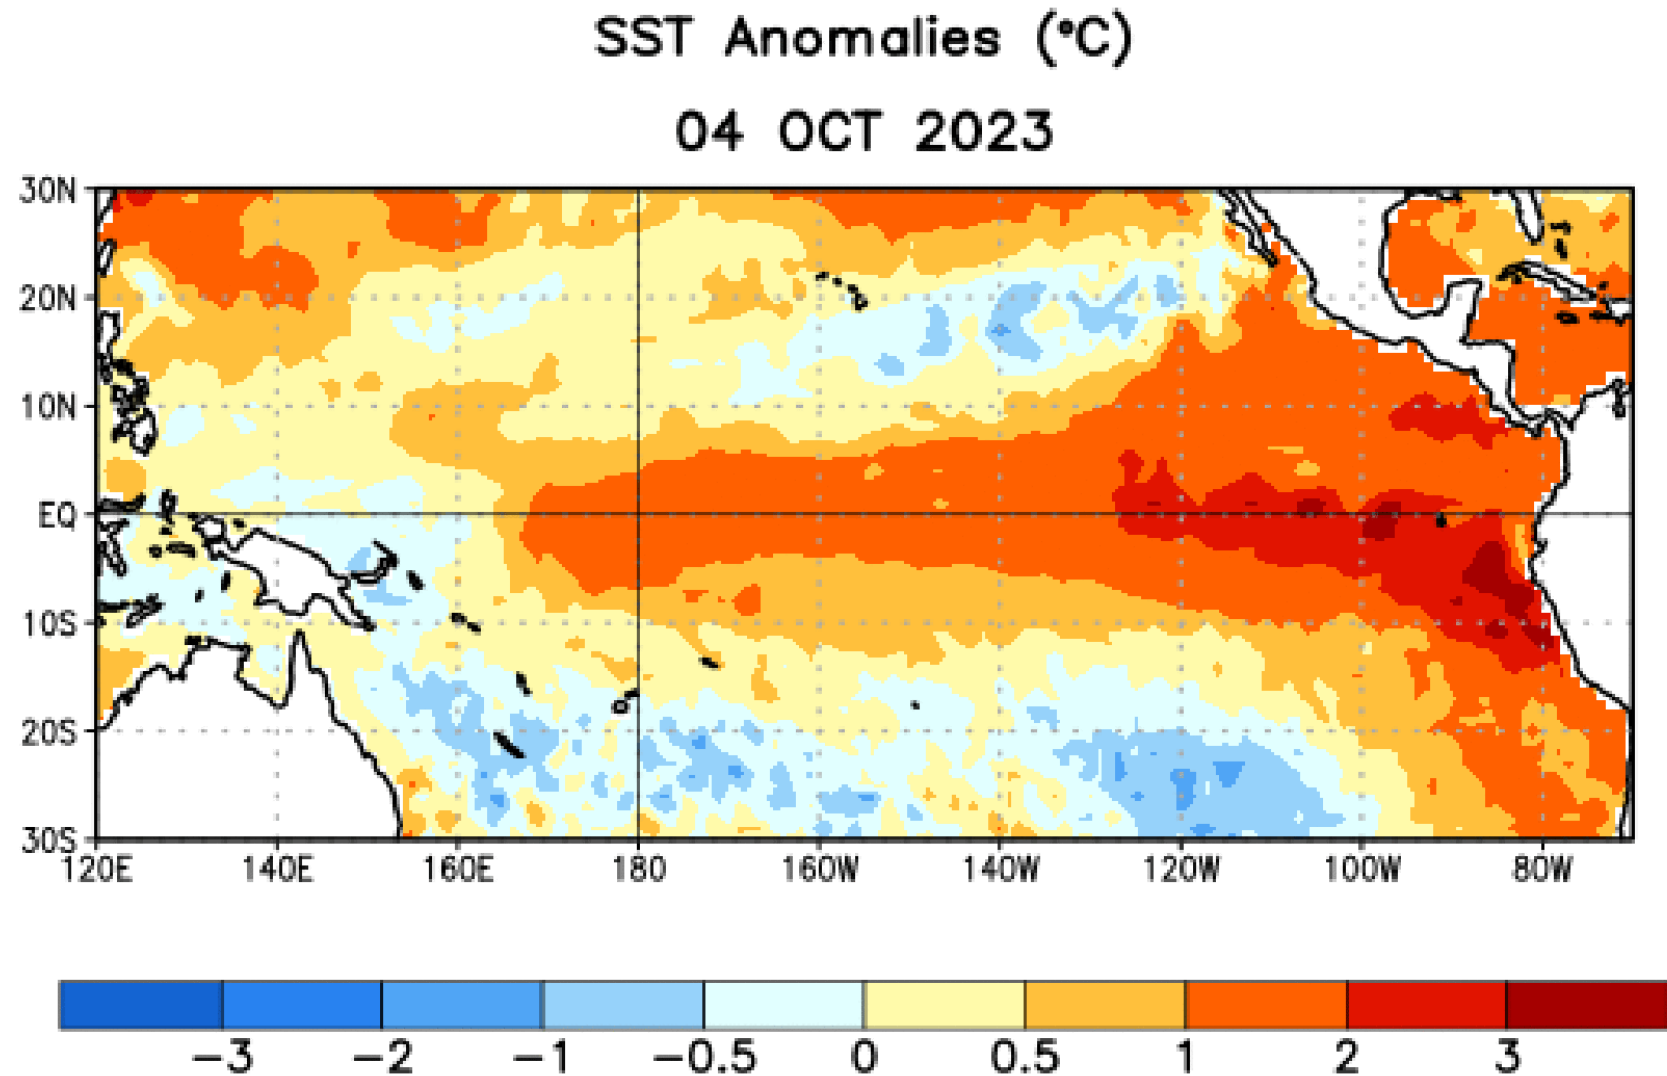 SST Anomalies (°C)
04 OCT 2023
30N
20N
10N
EQ
10S
20S
30S
120E 140E 160E 180 160W 140W 120W 100W 80W
−3 −2 −1 −0.5 0 0.5 1 2 3